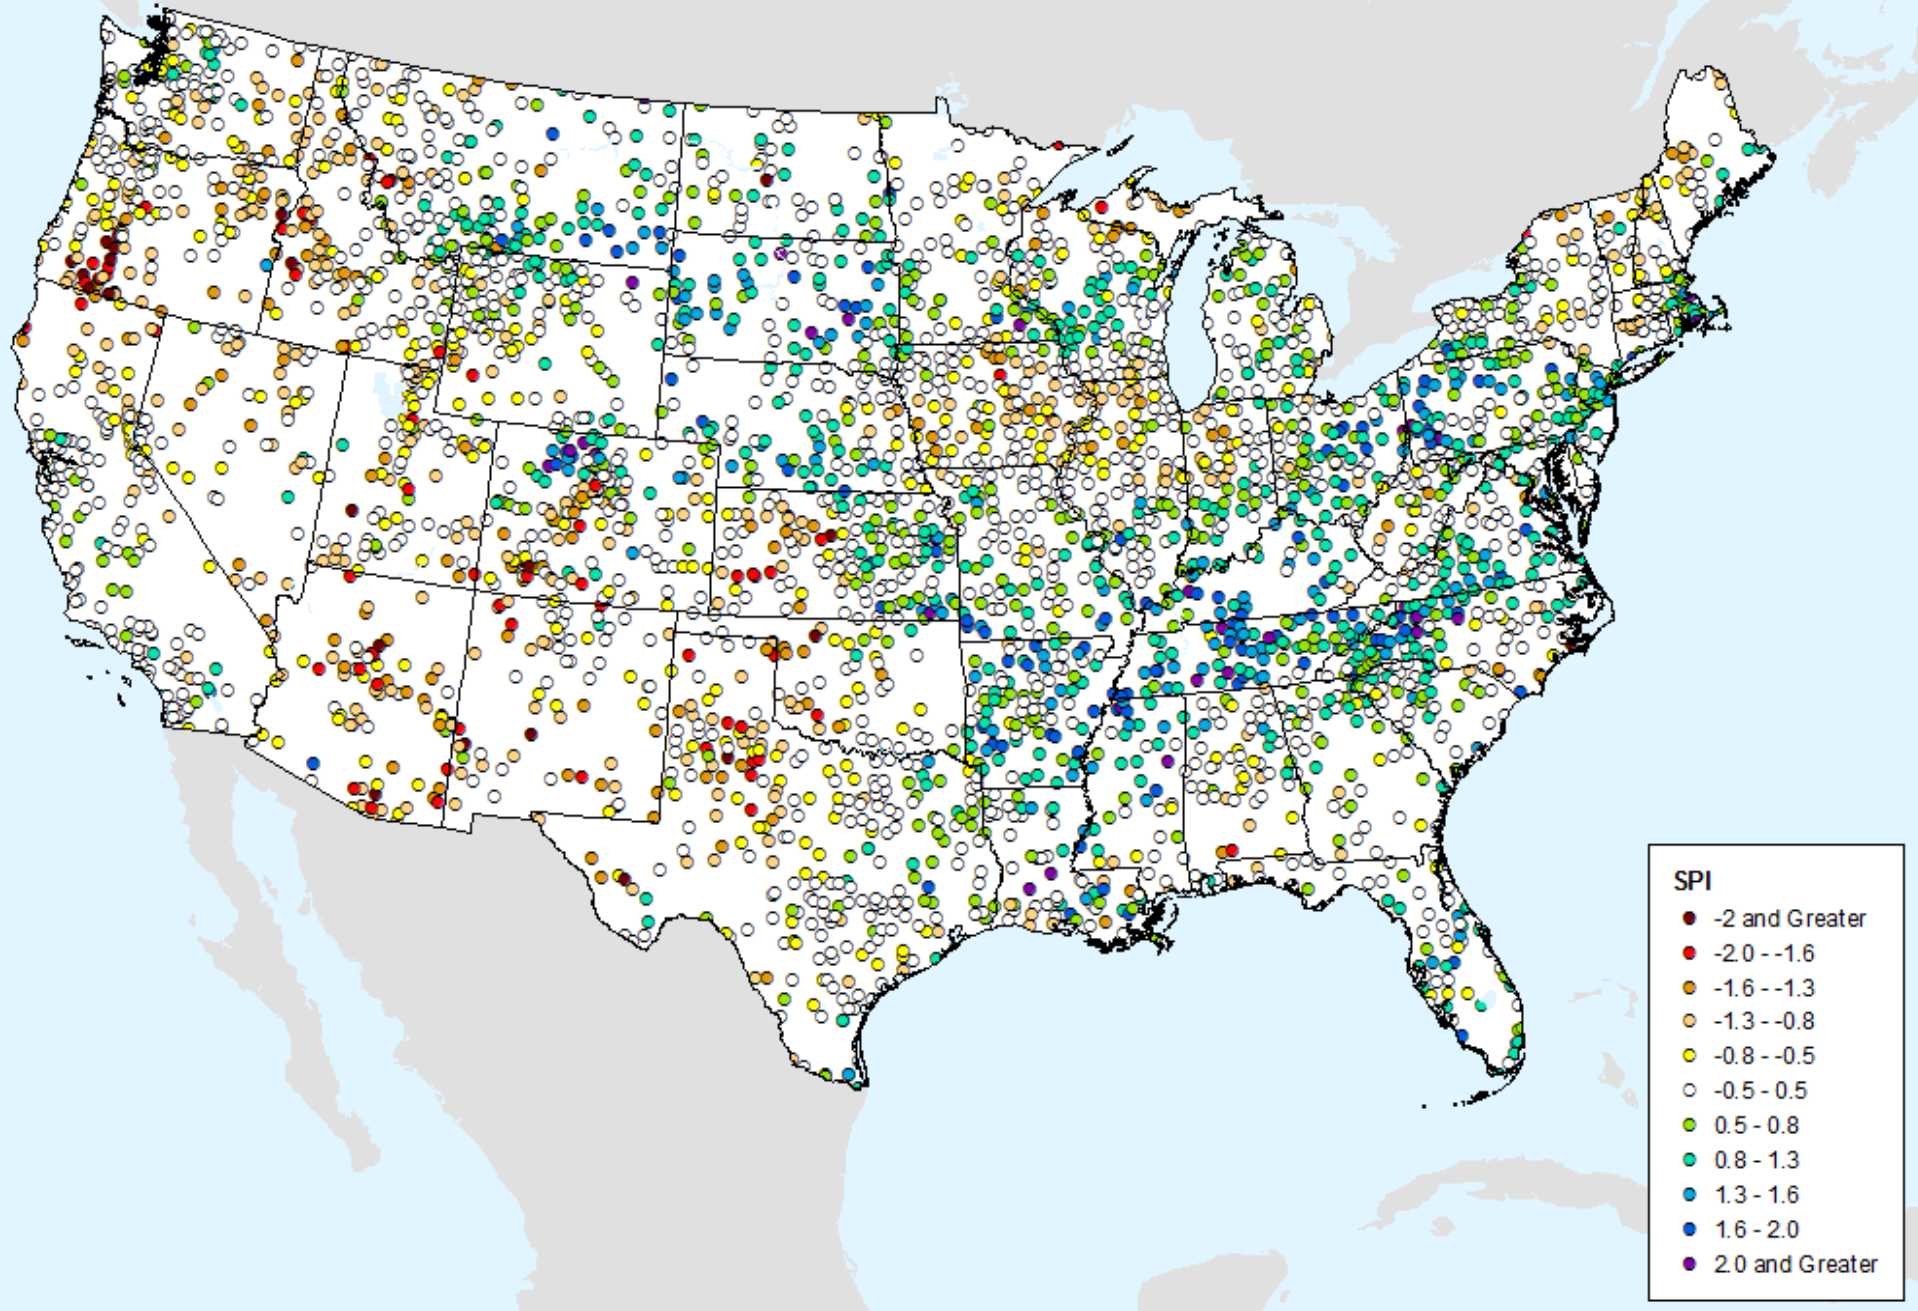 SPI
-2 and Greater
-2.0 - -1.6
-1.6 - -1.3
-1.3 - -0.8
-0.8 - -0.5
-0.5 - 0.5
0.5 - 0.8
0.8 - 1.3
1.3 - 1.6
1.6 - 2.0
2.0 and Greater